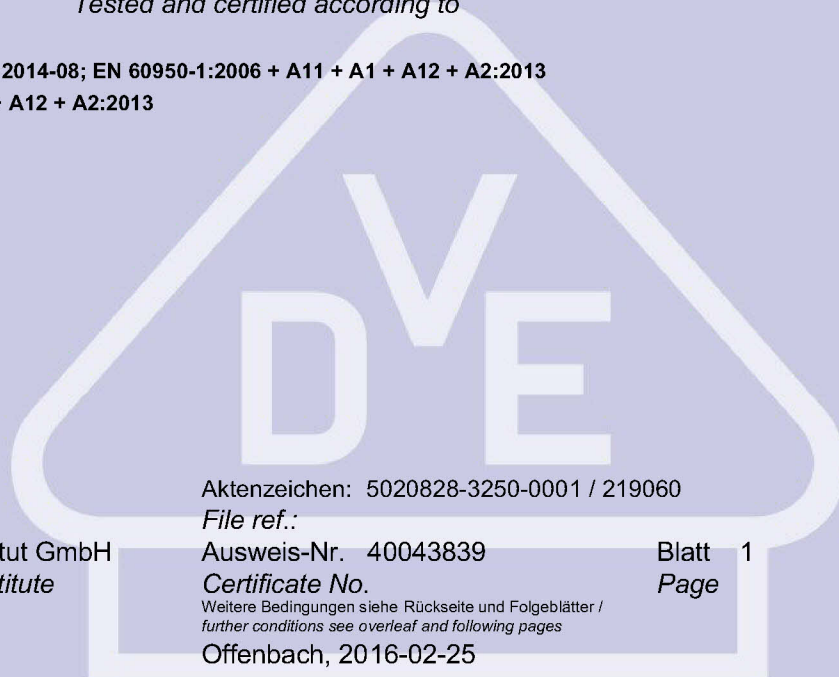 Tested and certified according to
2014-08; EN 60950-1:2006 + A11 + A1 + A12 + A2:2013
+ A12 + A2:2013
VDE
Aktenzeichen: 5020828-3250-0001 / 219060
File ref.:
tut GmbH Ausweis-Nr. 40043839 Blatt 1
titute Certificate No. Page
Weitere Bedingungen siehe Rückseite und Folgeblätter /
further conditions see overleaf and following pages
Offenbach, 2016-02-25